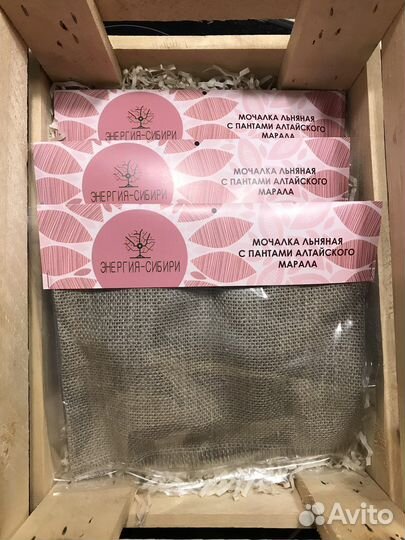 ЭНЕРГИЯ-СИБИРИ
МОЧАЛКА ЛЬНЯНАЯ
С ПАНТАМИ АЛТАЙСКОГО
МАРАЛА
ЭНЕРГИЯ-СИБИРИ
МОЧАЛКА ЛЬНЯНАЯ
С ПАНТАМИ АЛТАЙСКОГО
МАРАЛА
ЭНЕРГИЯ-СИБИРИ
МОЧАЛКА ЛЬНЯНАЯ
С ПАНТАМИ АЛТАЙСКОГО
МАРАЛА
Avito